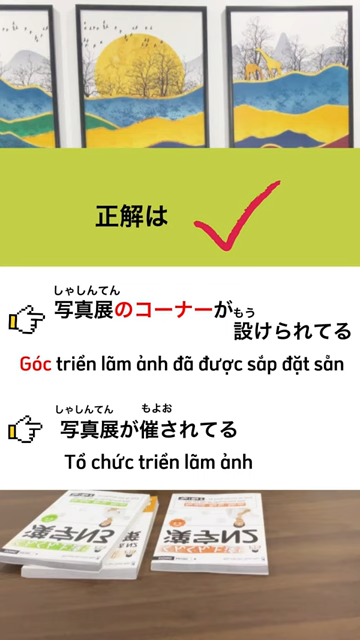 正解は
しゃしんてん
写真展のコーナーがもう
設けられてる
Góc triển lãm ảnh đã được sắp đặt sẵn
しゃしんてん もよお
写真展が催されてる
Tổ chức triển lãm ảnh